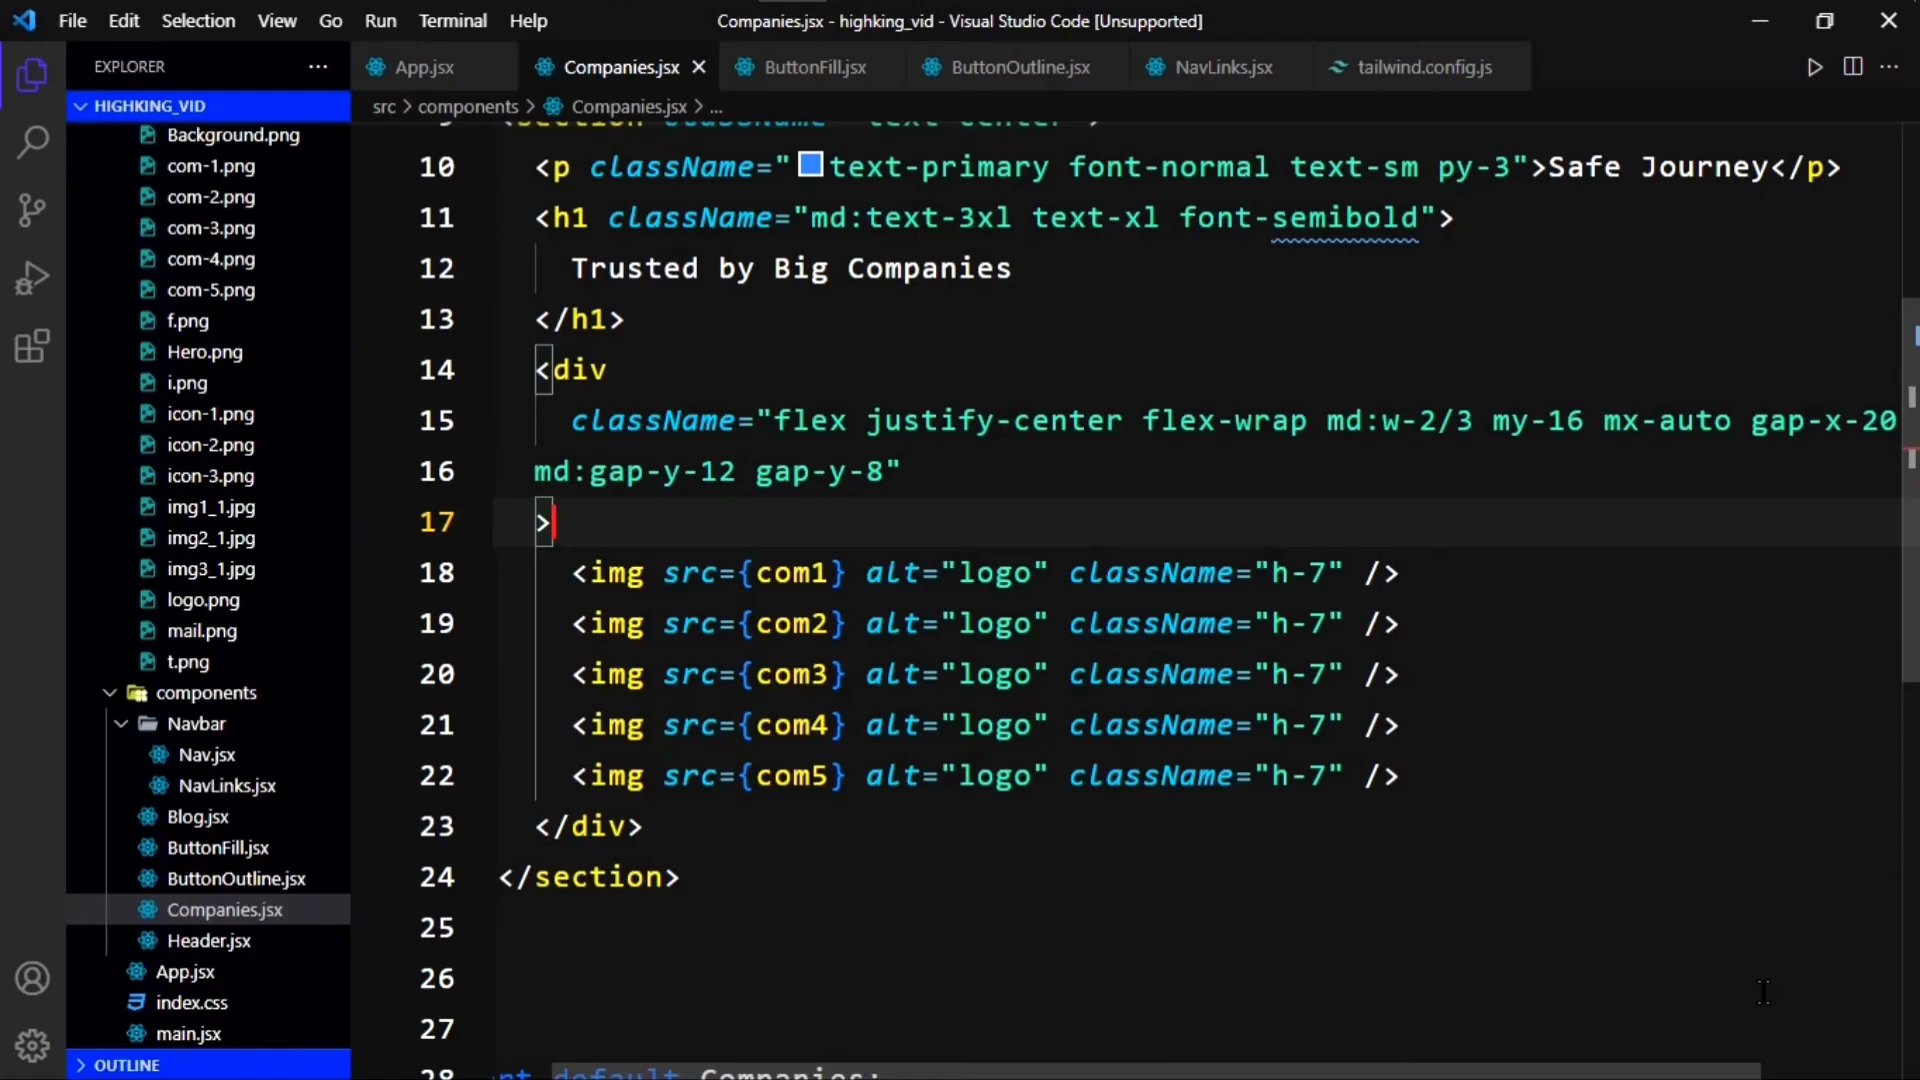 File Edit Selection View Go Run Terminal Help
Companies.jsx - highking_vid - Visual Studio Code [Unsupported]
EXPLORER
HIGHKING_VID
Background.png
com-1.png
com-2.png
com-3.png
com-4.png
com-5.png
f.png
Hero.png
i.png
icon-1.png
icon-2.png
icon-3.png
img1_1.jpg
img2_1.jpg
img3_1.jpg
logo.png
mail.png
t.png
components
Navbar
Nav.jsx
NavLinks.jsx
Blog.jsx
ButtonFill.jsx
ButtonOutline.jsx
Companies.jsx
Header.jsx
App.jsx
index.css
main.jsx
OUTLINE
App.jsx Companies.jsx ButtonFill.jsx ButtonOutline.jsx NavLinks.jsx tailwind.config.js
src > components > Companies.jsx > ...
9 <section className="text-center">
10 <p className="text-primary font-normal text-sm py-3">Safe Journey</p>
11 <h1 className="md:text-3xl text-xl font-semibold">
12 Trusted by Big Companies
13 </h1>
14 <div
15 className="flex justify-center flex-wrap md:w-2/3 my-16 mx-auto gap-x-20
16 md:gap-y-12 gap-y-8"
17 >
18 <img src={com1} alt="logo" className="h-7" />
19 <img src={com2} alt="logo" className="h-7" />
20 <img src={com3} alt="logo" className="h-7" />
21 <img src={com4} alt="logo" className="h-7" />
22 <img src={com5} alt="logo" className="h-7" />
23 </div>
24 </section>
25
26
27
28 default Companies;